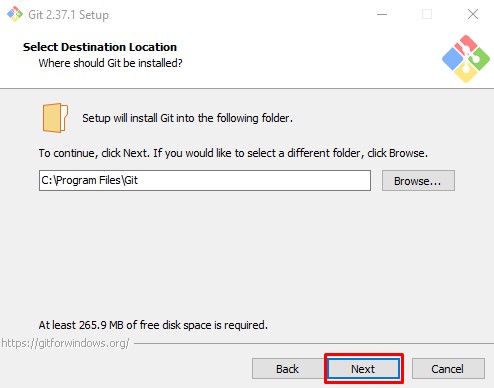 Git 2.37.1 Setup
Select Destination Location
Where should Git be installed?
Setup will install Git into the following folder.
To continue, click Next. If you would like to select a different folder, click Browse.
C:\Program Files\Git
Browse...
At least 265.9 MB of free disk space is required.
https://gitforwindows.org/
Back
Next
Cancel